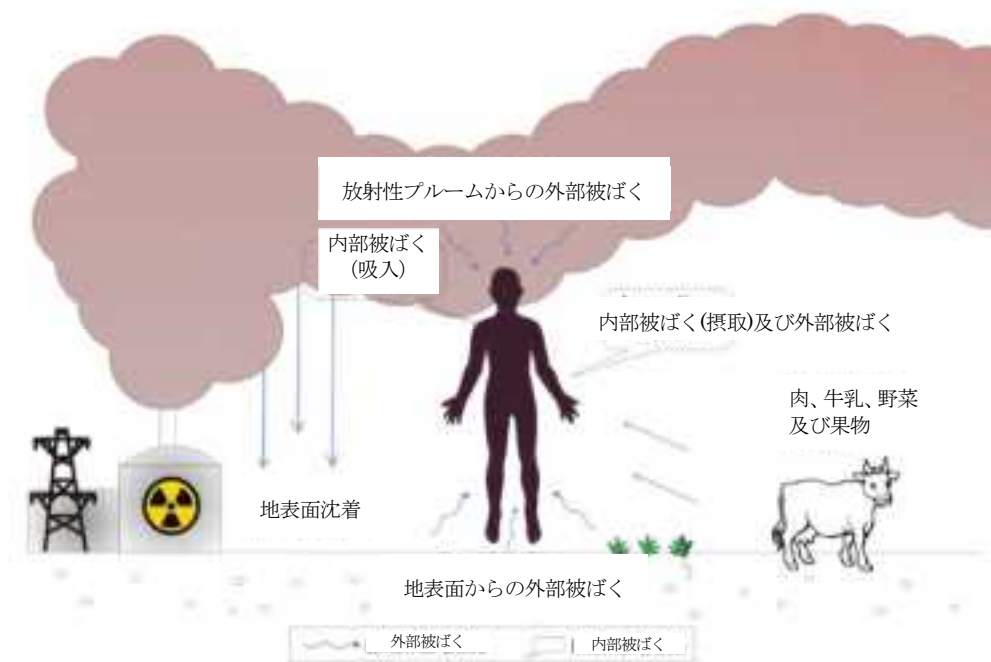 放射性プルームからの外部被ばく
内部被ばく
（吸入）
内部被ばく(摂取)及び外部被ばく
肉、牛乳、野菜
及び果物
地表面沈着
地表面からの外部被ばく
外部被ばく
内部被ばく